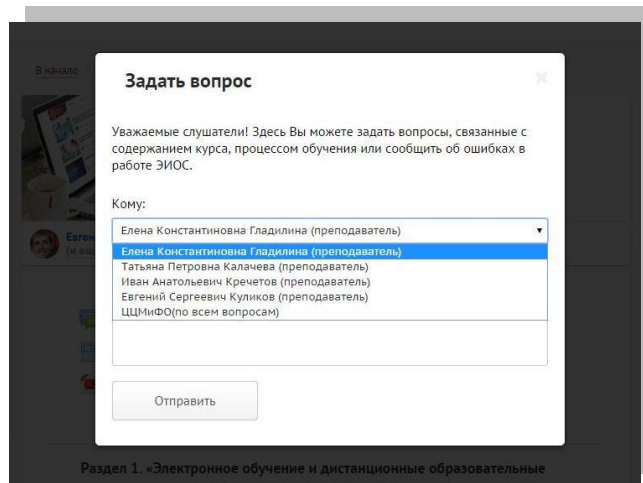 В начало
Задать вопрос
Уважаемые слушатели! Здесь Вы можете задать вопросы, связанные с
содержанием курса, процессом обучения или сообщить об ошибках в
работе ЭИОС.
Кому:
Елена Константиновна Гладилина (преподаватель)
Елена Константиновна Гладилина (преподаватель)
Татьяна Петровна Калачева (преподаватель)
Иван Анатольевич Кречетов (преподаватель)
Евгений Сергеевич Куликов (преподаватель)
ЦЦМиФО(по всем вопросам)
Отправить
Раздел 1. «Электронное обучение и дистанционные образовательные